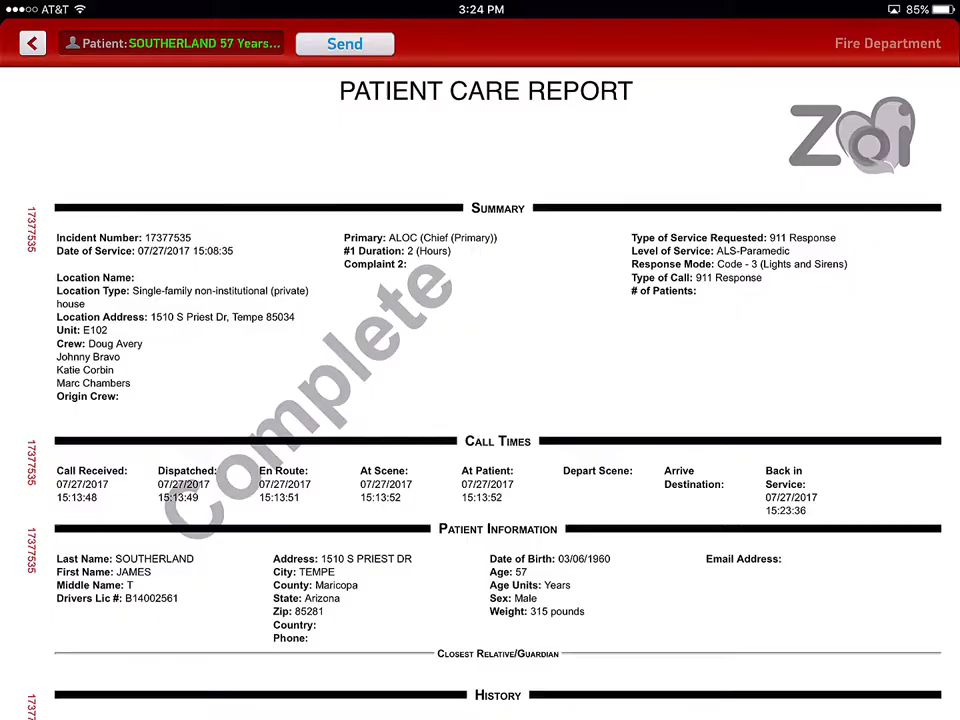 AT&T 3:24 PM 85%
Patient: SOUTHERLAND 57 Years... Send Fire Department
PATIENT CARE REPORT
Zoi
SUMMARY
17377535
Incident Number: 17377535
Date of Service: 07/27/2017 15:08:35
Location Name:
Location Type: Single-family non-institutional (private)
house
Location Address: 1510 S Priest Dr, Tempe 85034
Unit: E102
Crew: Doug Avery
Johnny Bravo
Katie Corbin
Marc Chambers
Origin Crew:
Primary: ALOC (Chief (Primary))
#1 Duration: 2 (Hours)
Complaint 2:
Type of Service Requested: 911 Response
Level of Service: ALS-Paramedic
Response Mode: Code - 3 (Lights and Sirens)
Type of Call: 911 Response
# of Patients:
Complete
CALL TIMES
17377535
Call Received: Dispatched: En Route: At Scene: At Patient: Depart Scene: Arrive Back in
07/27/2017 07/27/2017 07/27/2017 07/27/2017 07/27/2017 Destination: Service:
15:13:48 15:13:49 15:13:51 15:13:52 15:13:52 07/27/2017
15:23:36
PATIENT INFORMATION
17377535
Last Name: SOUTHERLAND
First Name: JAMES
Middle Name: T
Drivers Lic #: B14002561
Address: 1510 S PRIEST DR
City: TEMPE
County: Maricopa
State: Arizona
Zip: 85281
Country:
Phone:
Date of Birth: 03/06/1960
Age: 57
Age Units: Years
Sex: Male
Weight: 315 pounds
Email Address:
CLOSEST RELATIVE/GUARDIAN
HISTORY